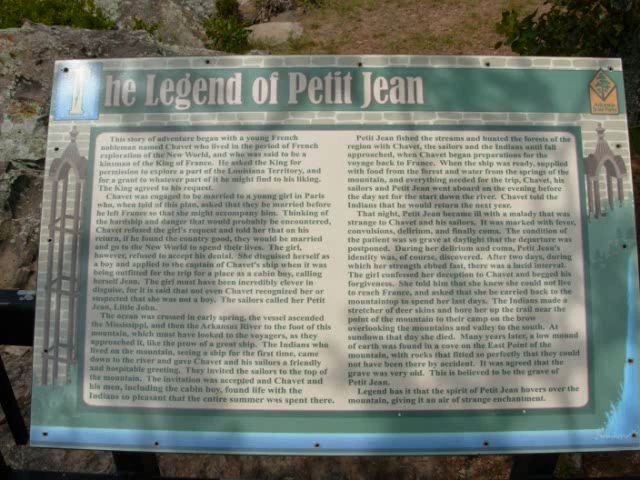 The Legend of Petit Jean
This story of adventure began with a young French
nobleman named Chavet who lived in the period of French
exploration of the New World, and who was said to be a
kinsman of the King of France. He asked the King for
permission to explore a part of the Louisiana Territory, and
for a grant to whatever part of it he might find to his liking.
The King agreed to his request.
Chavet was engaged to be married to a young girl in Paris
who, when told of his plan, asked that they be married before
he left France so that she might accompany him. Thinking of
the hardship and danger that would probably be encountered,
Chavet refused the girl's request and told her that on his
return, if he found the country good, they would be married
and go to the New World to spend their lives. The girl,
however, refused to accept his denial. She disguised herself as
a boy and applied to the captain of Chavet's ship when it was
being outfitted for the trip for a place as a cabin boy, calling
herself Jean. The girl must have been incredibly clever in
disguise, for it is said that not even Chavet recognized her or
suspected that she was not a boy. The sailors called her Petit
Jean, Little John.
The ocean was crossed in early spring, the vessel ascended
the Mississippi, and then the Arkansas River to the foot of this
mountain, which must have looked to the voyagers, as they
approached it, like the prow of a great ship. The Indians who
lived on the mountain, seeing a ship for the first time, came
down to the river and gave Chavet and his sailors a friendly
and hospitable greeting. They invited the sailors to the top of
the mountain. The invitation was accepted and Chavet and
his men, including the cabin boy, found life with the
Indians so pleasant that the entire summer was spent there.
Petit Jean fished the streams and hunted the forests of the
region with Chavet, the sailors and the Indians until fall
approached, when Chavet began preparations for the
voyage back to France. When the ship was ready, supplied
with food from the forest and water from the springs of the
mountain, and everything needed for the trip, Chavet, his
sailors and Petit Jean went aboard on the evening before
the day set for the start down the river. Chavet told the
Indians that he would return the next year.
That night, Petit Jean became ill with a malady that was
strange to Chavet and his sailors. It was marked with fever,
convulsions, delirium, and finally coma. The condition of
the patient was so grave at daylight that the departure was
postponed. During her delirium and coma, Petit Jean's
identity was, of course, discovered. After two days, during
which her strength ebbed fast, there was a lucid interval.
The girl confessed her deception to Chavet and begged his
forgiveness. She told him that she knew she could not live
to reach France, and asked that she be carried back to the
mountaintop to spend her last days. The Indians made a
stretcher of deer skins and bore her up the trail near the
point of the mountain to their camp on the brow
overlooking the mountains and valley to the south. At
sundown that day she died. Many years later, a low mound
of earth was found in a cove on the East Point of the
mountain, with rocks that fitted so perfectly that they could
not have been there by accident. It was agreed that the
grave was very old. This is believed to be the grave of
Petit Jean.
Legend has it that the spirit of Petit Jean hovers over the
mountain, giving it an air of strange enchantment.